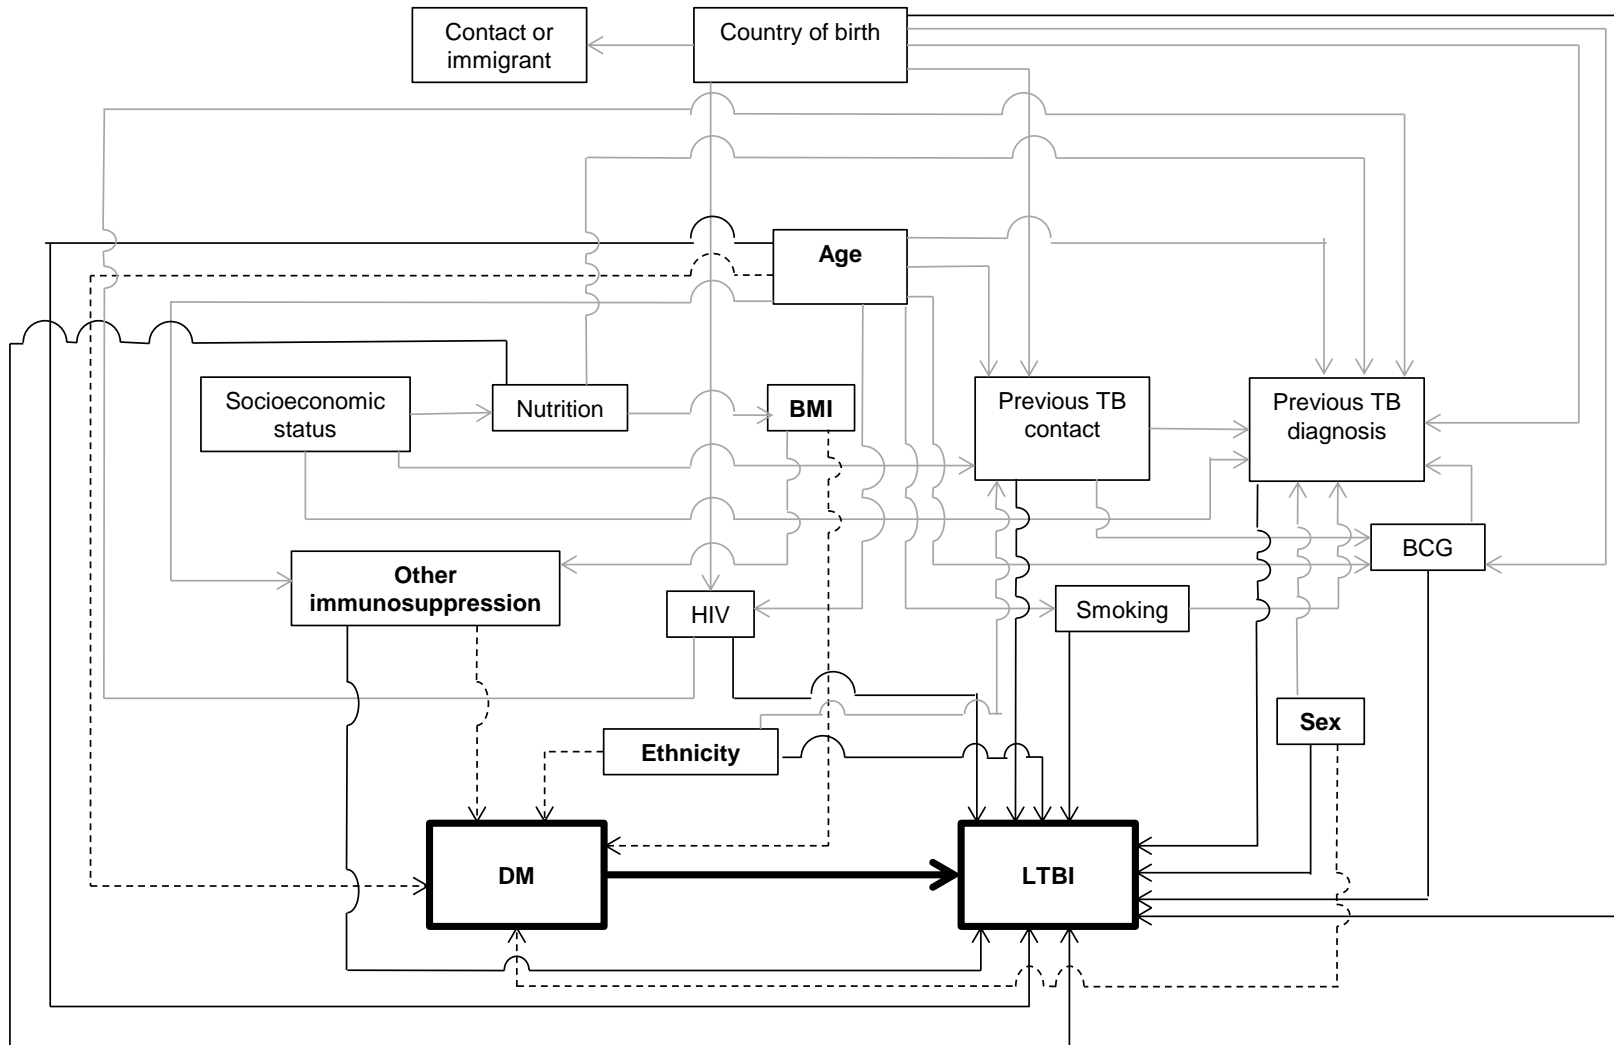 Contact or
immigrant
Country of birth
Age
Socioeconomic
status
Nutrition
BMI
Previous TB
contact
Previous TB
diagnosis
BCG
Other
immunosuppression
HIV
Smoking
Sex
Ethnicity
DM
LTBI